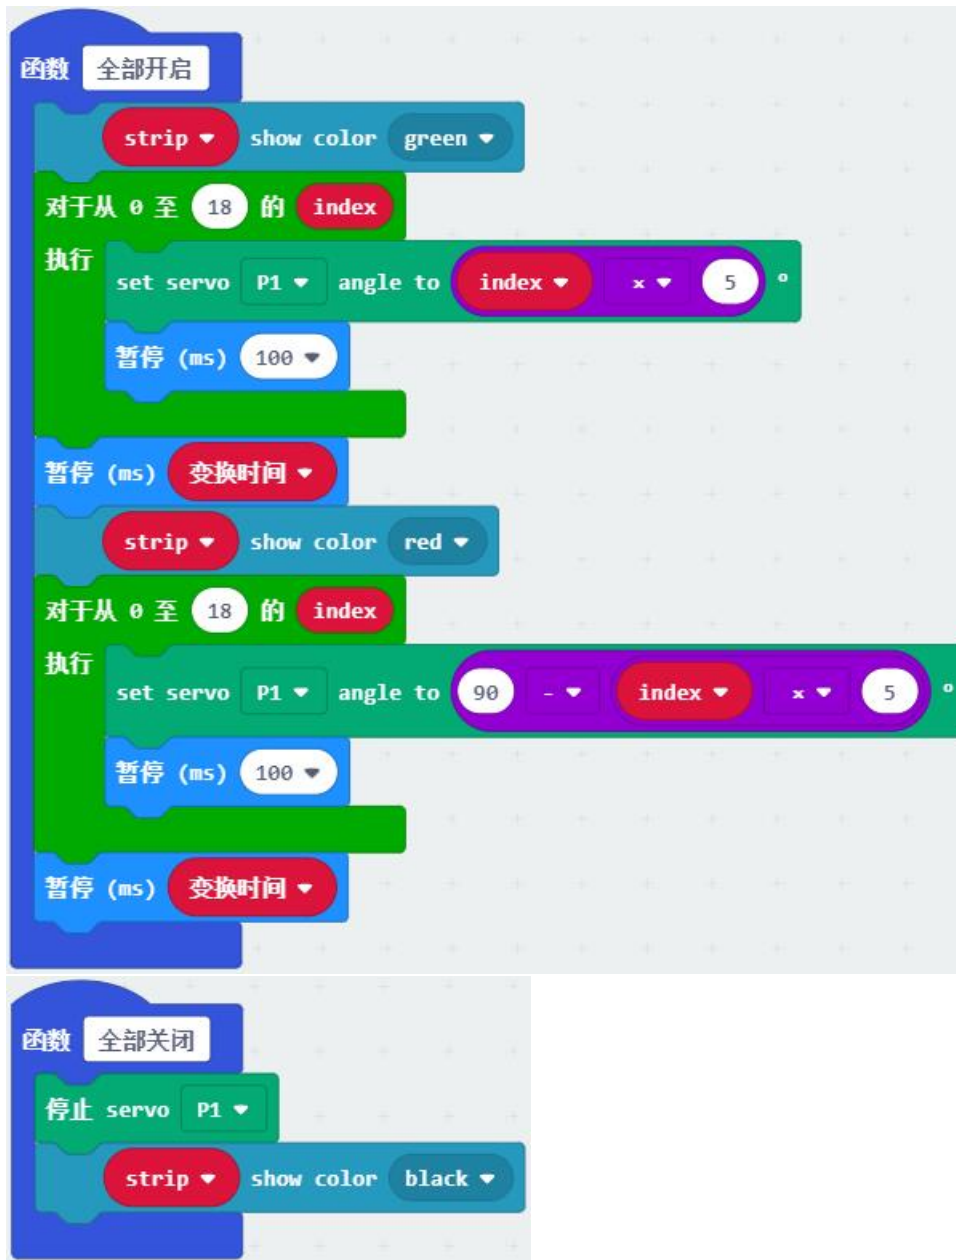 函数 全部开启
strip show color green
对于从 0 至 18 的 index
执行
set servo P1 angle to index × 5 °
暂停 (ms) 100
暂停 (ms) 变换时间
strip show color red
对于从 0 至 18 的 index
执行
set servo P1 angle to 90 - index × 5 °
暂停 (ms) 100
暂停 (ms) 变换时间
函数 全部关闭
停止 servo P1
strip show color black